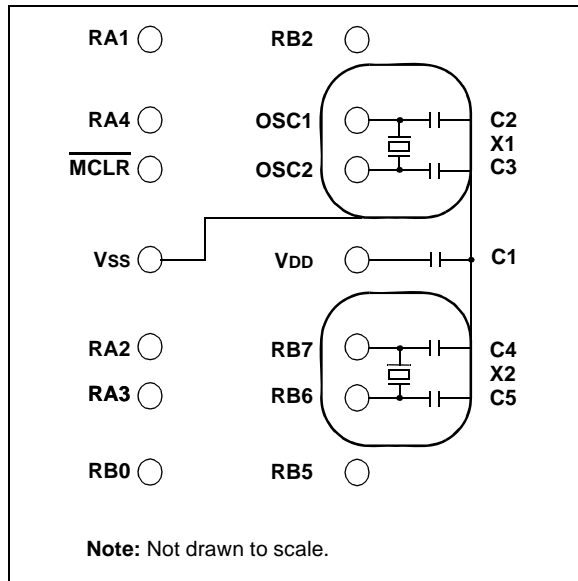 RA1 RB2
RA4 OSC1 C2
X1
MCLR OSC2 C3
VSS VDD C1
RA2 RB7 C4
X2
RA3 RB6 C5
RB0 RB5
Note: Not drawn to scale.